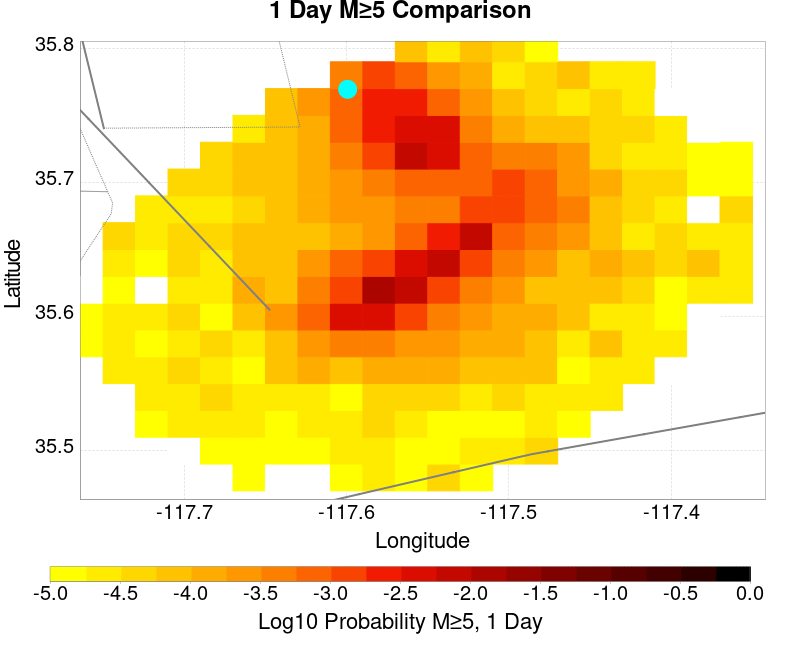 1 Day M≥5 Comparison
35.8
35.7
35.6
35.5
Latitude
-117.7 -117.6 -117.5 -117.4
Longitude
-5.0 -4.5 -4.0 -3.5 -3.0 -2.5 -2.0 -1.5 -1.0 -0.5 0.0
Log10 Probability M≥5, 1 Day